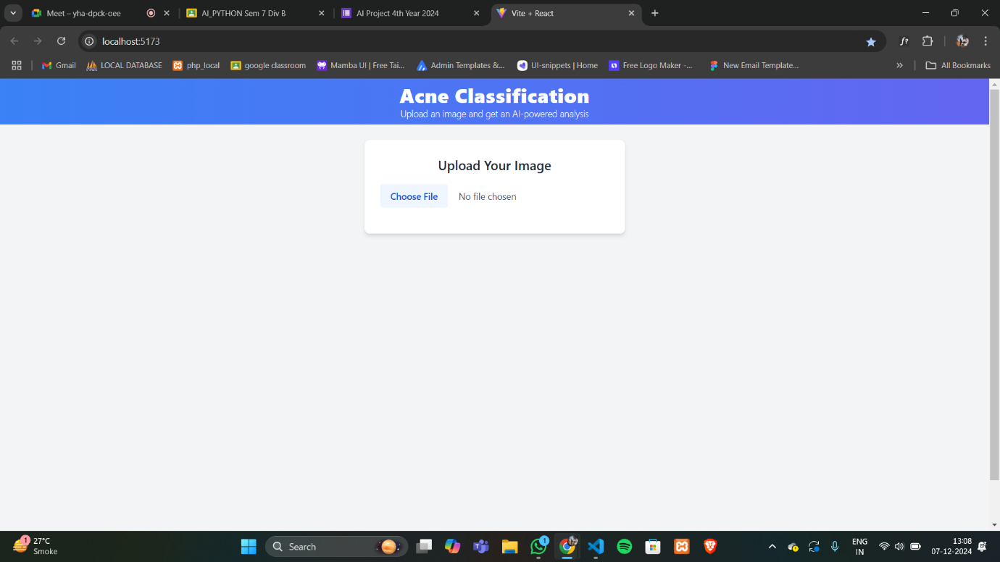 Meet – yha-dpck-oee
AI_PYTHON Sem 7 Div B
AI Project 4th Year 2024
Vite + React
localhost:5173
f?
Gmail
LOCAL DATABASE
php_local
google classroom
Mamba UI | Free Tai...
Admin Templates &...
UI-snippets | Home
Free Logo Maker -...
New Email Template...
All Bookmarks
Acne Classification
Upload an image and get an AI-powered analysis
Upload Your Image
Choose File No file chosen
1
27°C
Smoke
Search
1
ENG
IN
13:08
07-12-2024